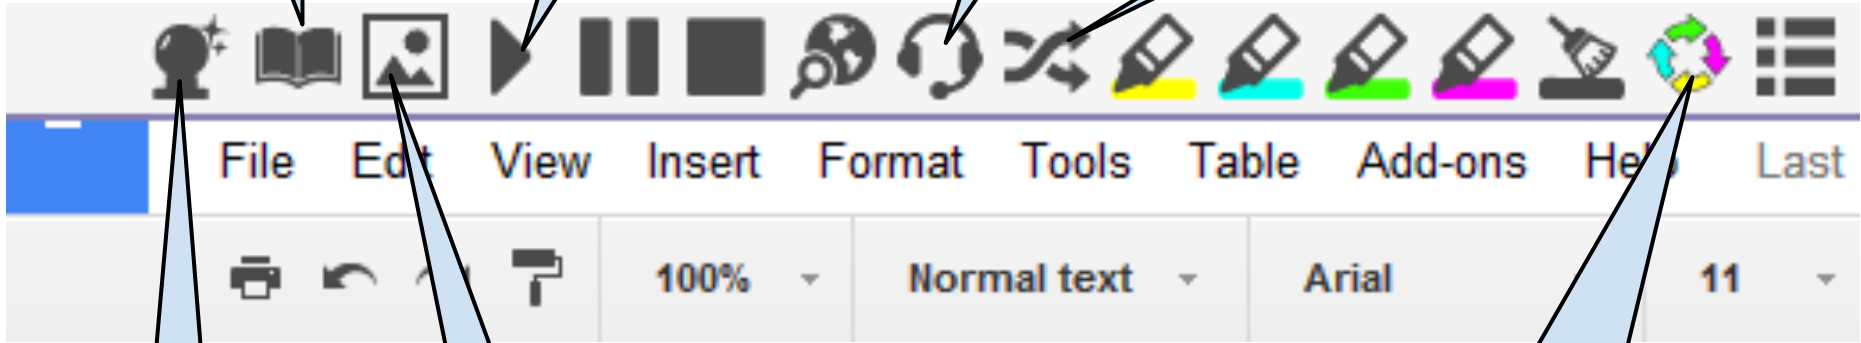 File Edit View Insert Format Tools Table Add-ons Help Last
100% Normal text Arial 11